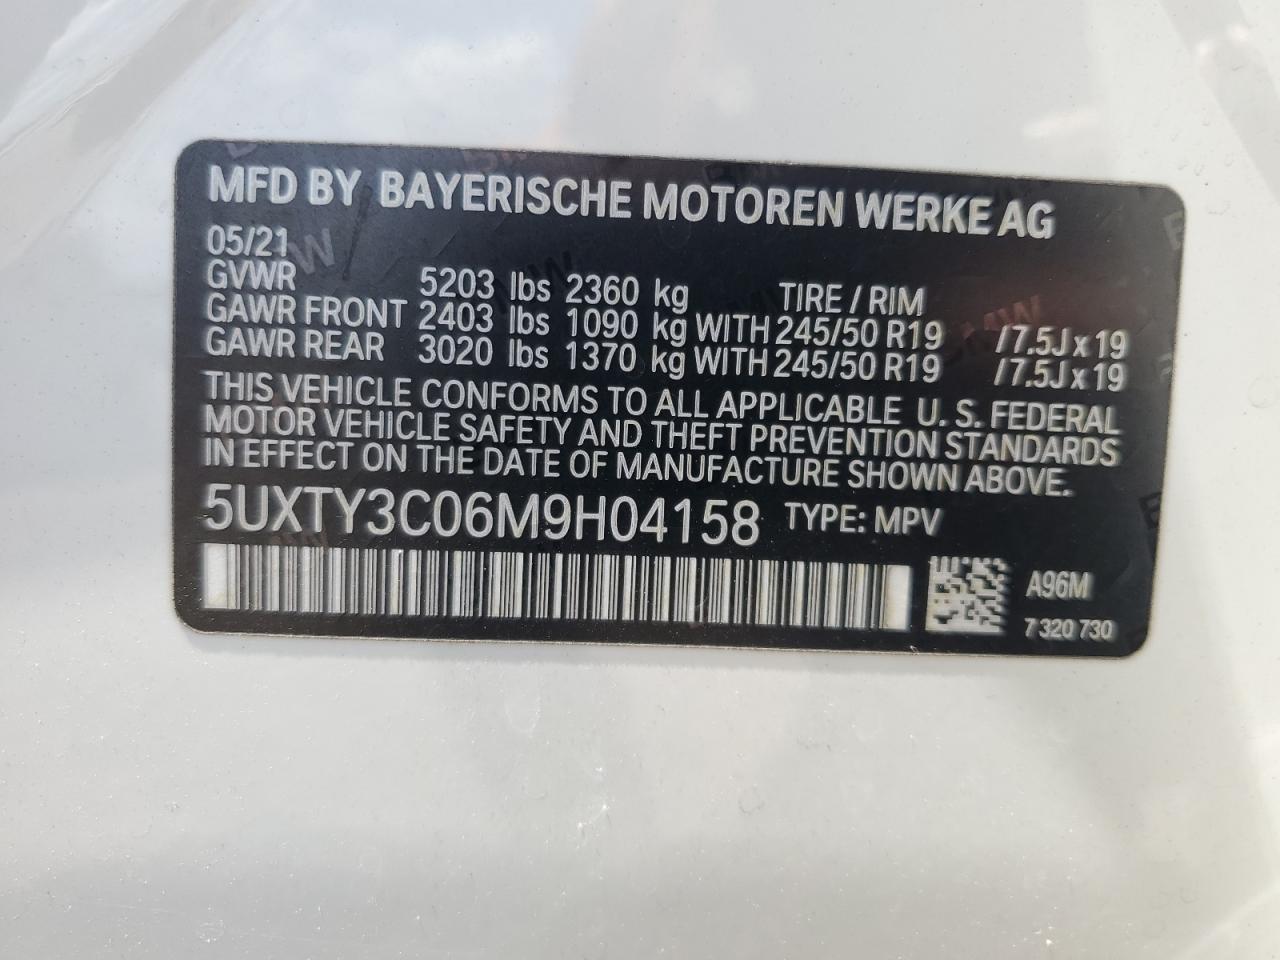 MFD BY BAYERISCHE MOTOREN WERKE AG
05/21
GVWR 5203 lbs 2360 kg TIRE / RIM
GAWR FRONT 2403 lbs 1090 kg WITH 245/50 R19 /7.5J x 19
GAWR REAR 3020 lbs 1370 kg WITH 245/50 R19 /7.5J x 19
THIS VEHICLE CONFORMS TO ALL APPLICABLE U. S. FEDERAL
MOTOR VEHICLE SAFETY AND THEFT PREVENTION STANDARDS
IN EFFECT ON THE DATE OF MANUFACTURE SHOWN ABOVE.
5UXTY3C06M9H04158 TYPE: MPV
A96M
7 320 730